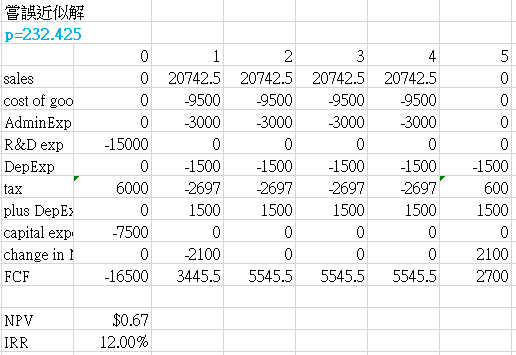 嘗誤近似解
p=232.425
0 1 2 3 4 5
sales 0 20742.5 20742.5 20742.5 20742.5 0
cost of goo 0 -9500 -9500 -9500 -9500 0
AdminExp 0 -3000 -3000 -3000 -3000 0
R&D exp -15000 0 0 0 0 0
DepExp 0 -1500 -1500 -1500 -1500 -1500
tax 6000 -2697 -2697 -2697 -2697 600
plus DepEx 0 1500 1500 1500 1500 1500
capital expe -7500 0 0 0 0 0
change in N 0 -2100 0 0 0 2100
FCF -16500 3445.5 5545.5 5545.5 5545.5 2700
NPV $0.67
IRR 12.00%